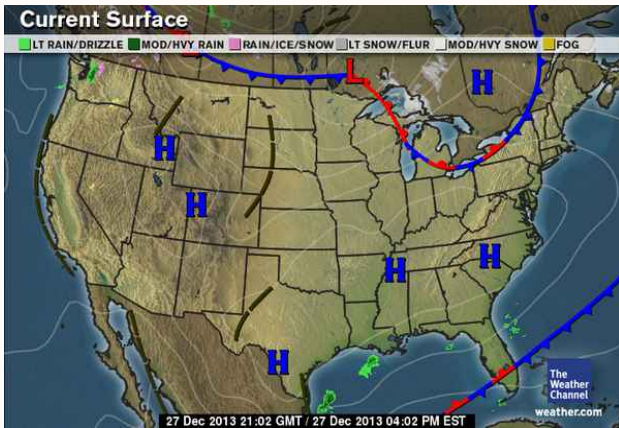 Current Surface
LT RAIN/DRIZZLE MOD/HVY RAIN RAIN/ICE/SNOW LT SNOW/FLUR MOD/HVY SNOW FOG
L
H
H
H
H
H
H
The Weather Channel
weather.com
27 Dec 2013 21:02 GMT / 27 Dec 2013 04:02 PM EST